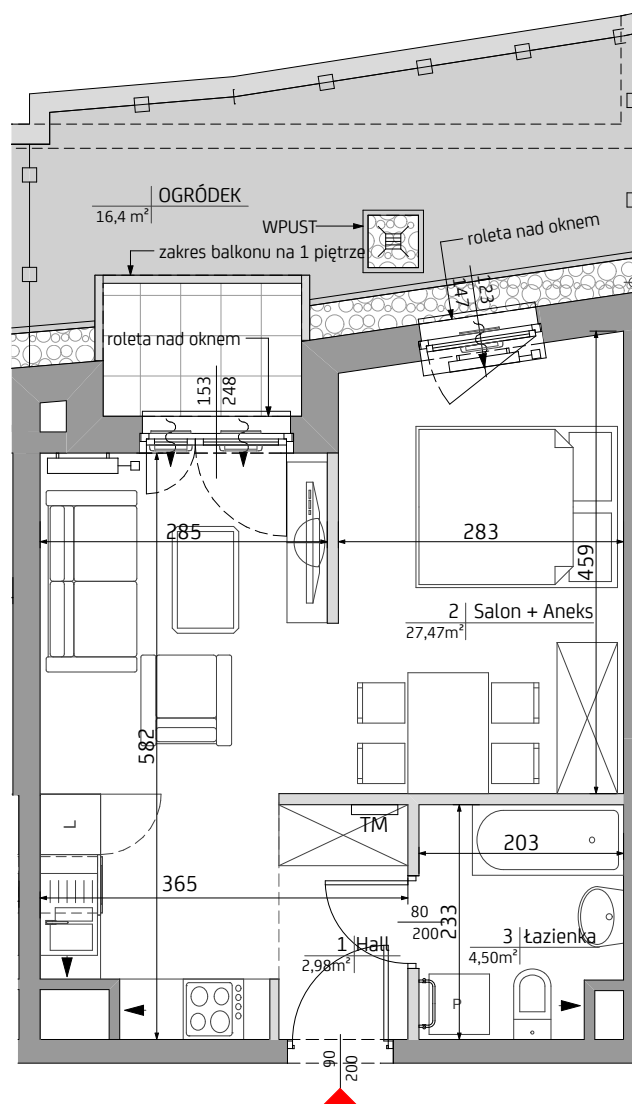 OGRÓDEK
16,4 m²
WPUST
roleta nad oknem
zakres balkonu na 1 piętrze
123
147
roleta nad oknem
153
248
285
283
459
2 Salon + Aneks
27,47m²
582
L
TM
203
365
80
200
233
1 Hall
2,98m²
3 Łazienka
4,50m²
P
90
200